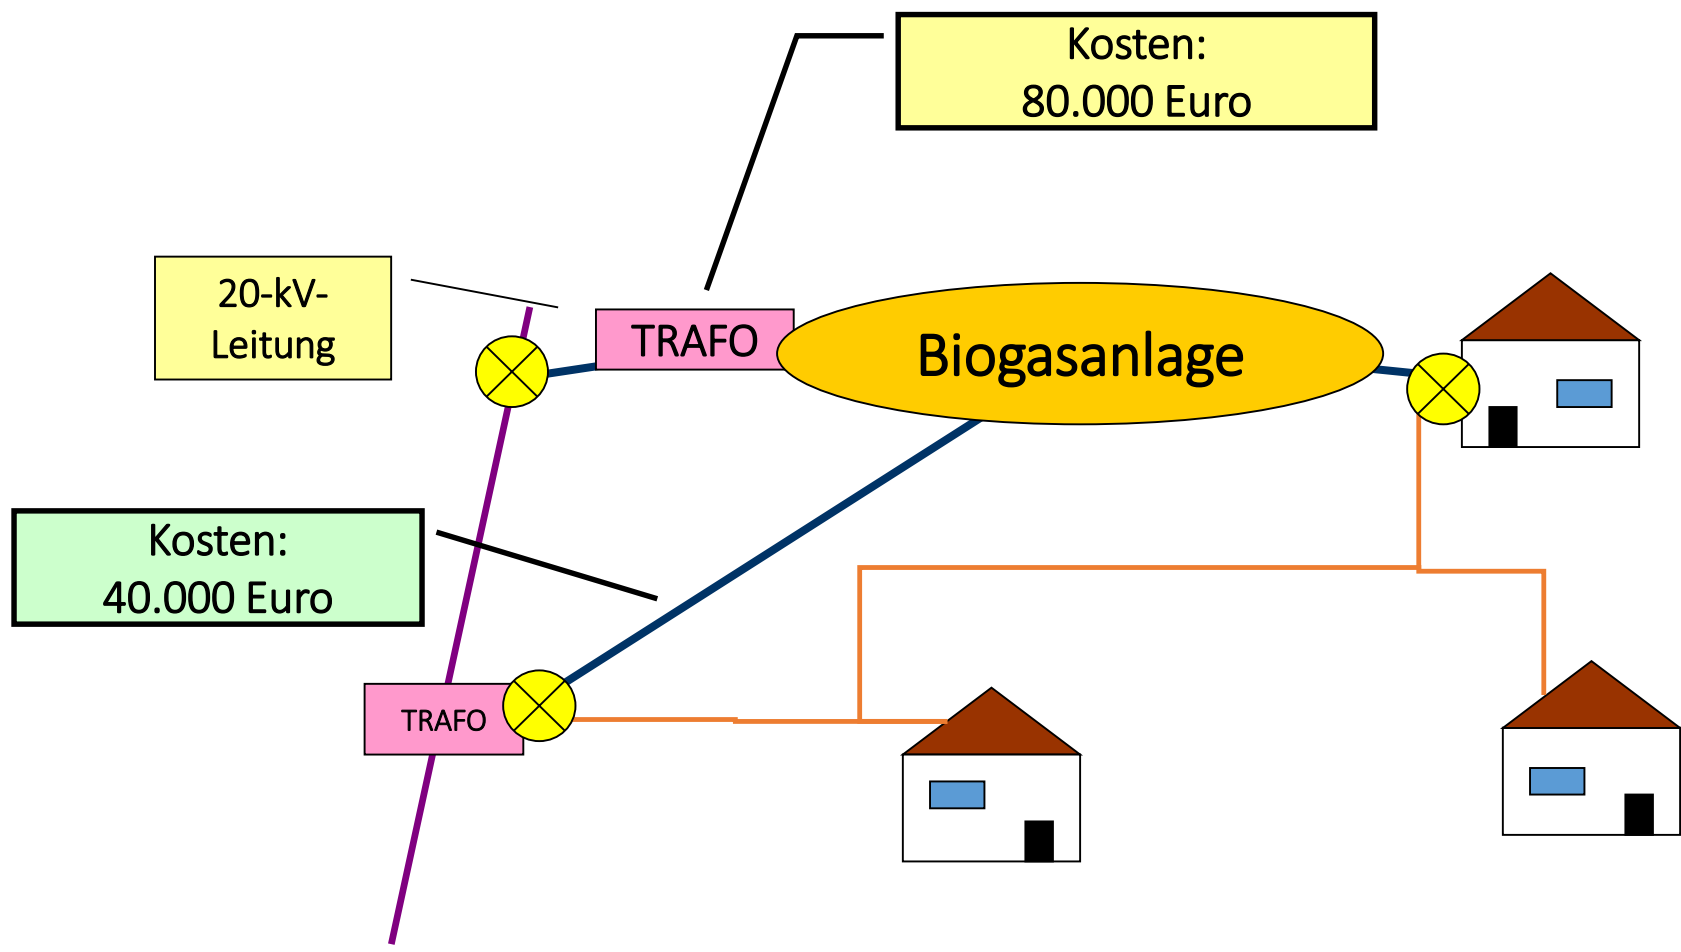 Kosten:
80.000 Euro
20-kV-
Leitung
TRAFO
Biogasanlage
Kosten:
40.000 Euro
TRAFO